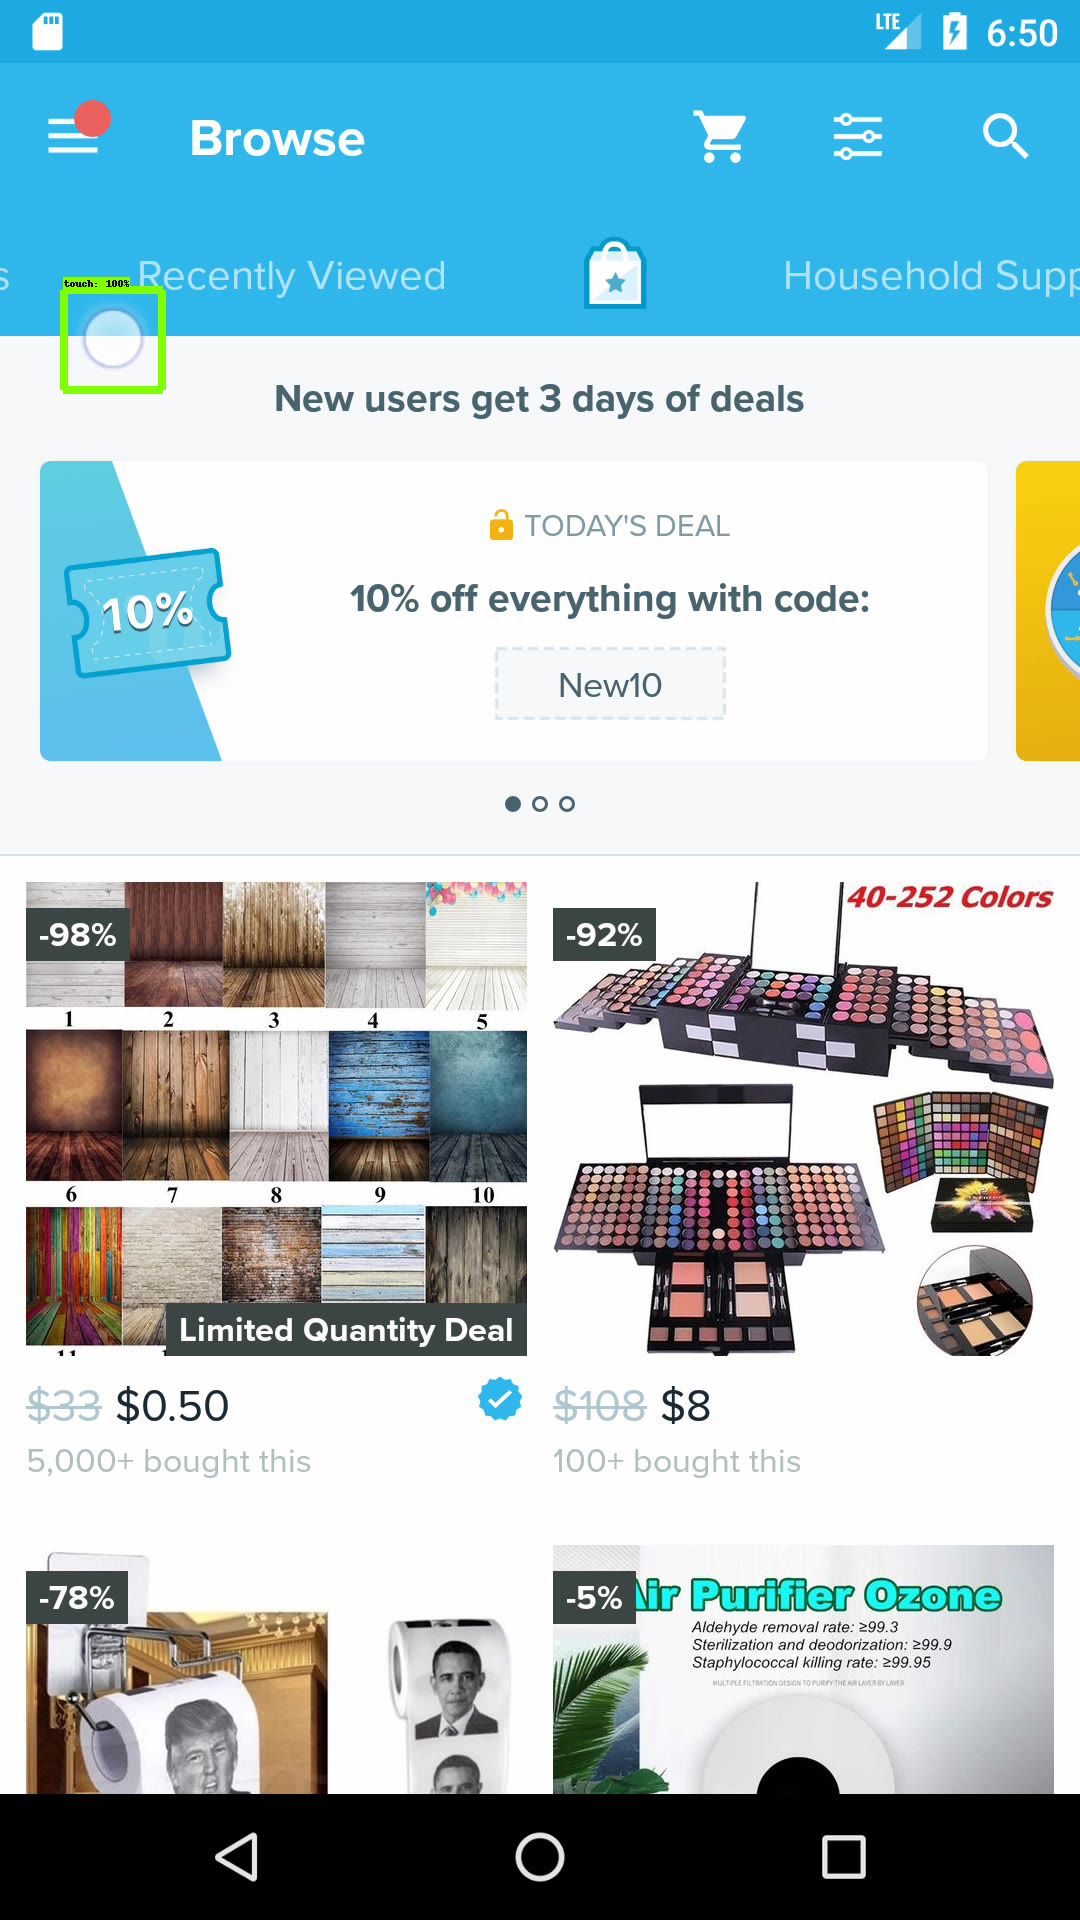 LTE 6:50
Browse
s Recently Viewed Household Supp
touch: 100%
New users get 3 days of deals
TODAY'S DEAL
10% off everything with code:
10%
New10
40-252 Colors
-98%
-92%
1 2 3 4 5
6 7 8 9 10
Limited Quantity Deal
11
$33 $0.50
$108 $8
5,000+ bought this
100+ bought this
-78%
-5%
Air Purifier Ozone
Aldehyde removal rate: ≥99.3
Sterilization and deodorization: ≥99.9
Staphylococcal killing rate: ≥99.95
MULTIPLE FILTRATION DESIGN TO PURIFY THE AIR LAYER BY LAYER